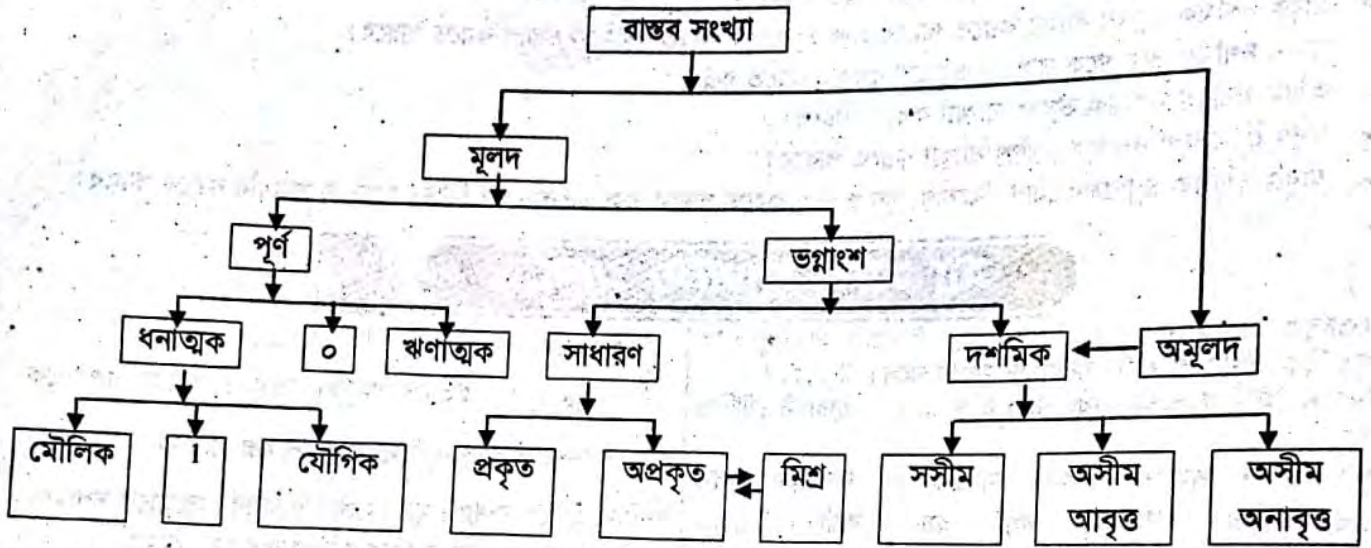 বাস্তব সংখ্যা
মূলদ
পূর্ণ
ভগ্নাংশ
ধনাত্মক
০
ঋণাত্মক
সাধারণ
দশমিক
অমূলদ
মৌলিক
1
যৌগিক
প্রকৃত
অপ্রকৃত
মিশ্র
সসীম
অসীম
আবৃত্ত
অসীম
অনাবৃত্ত